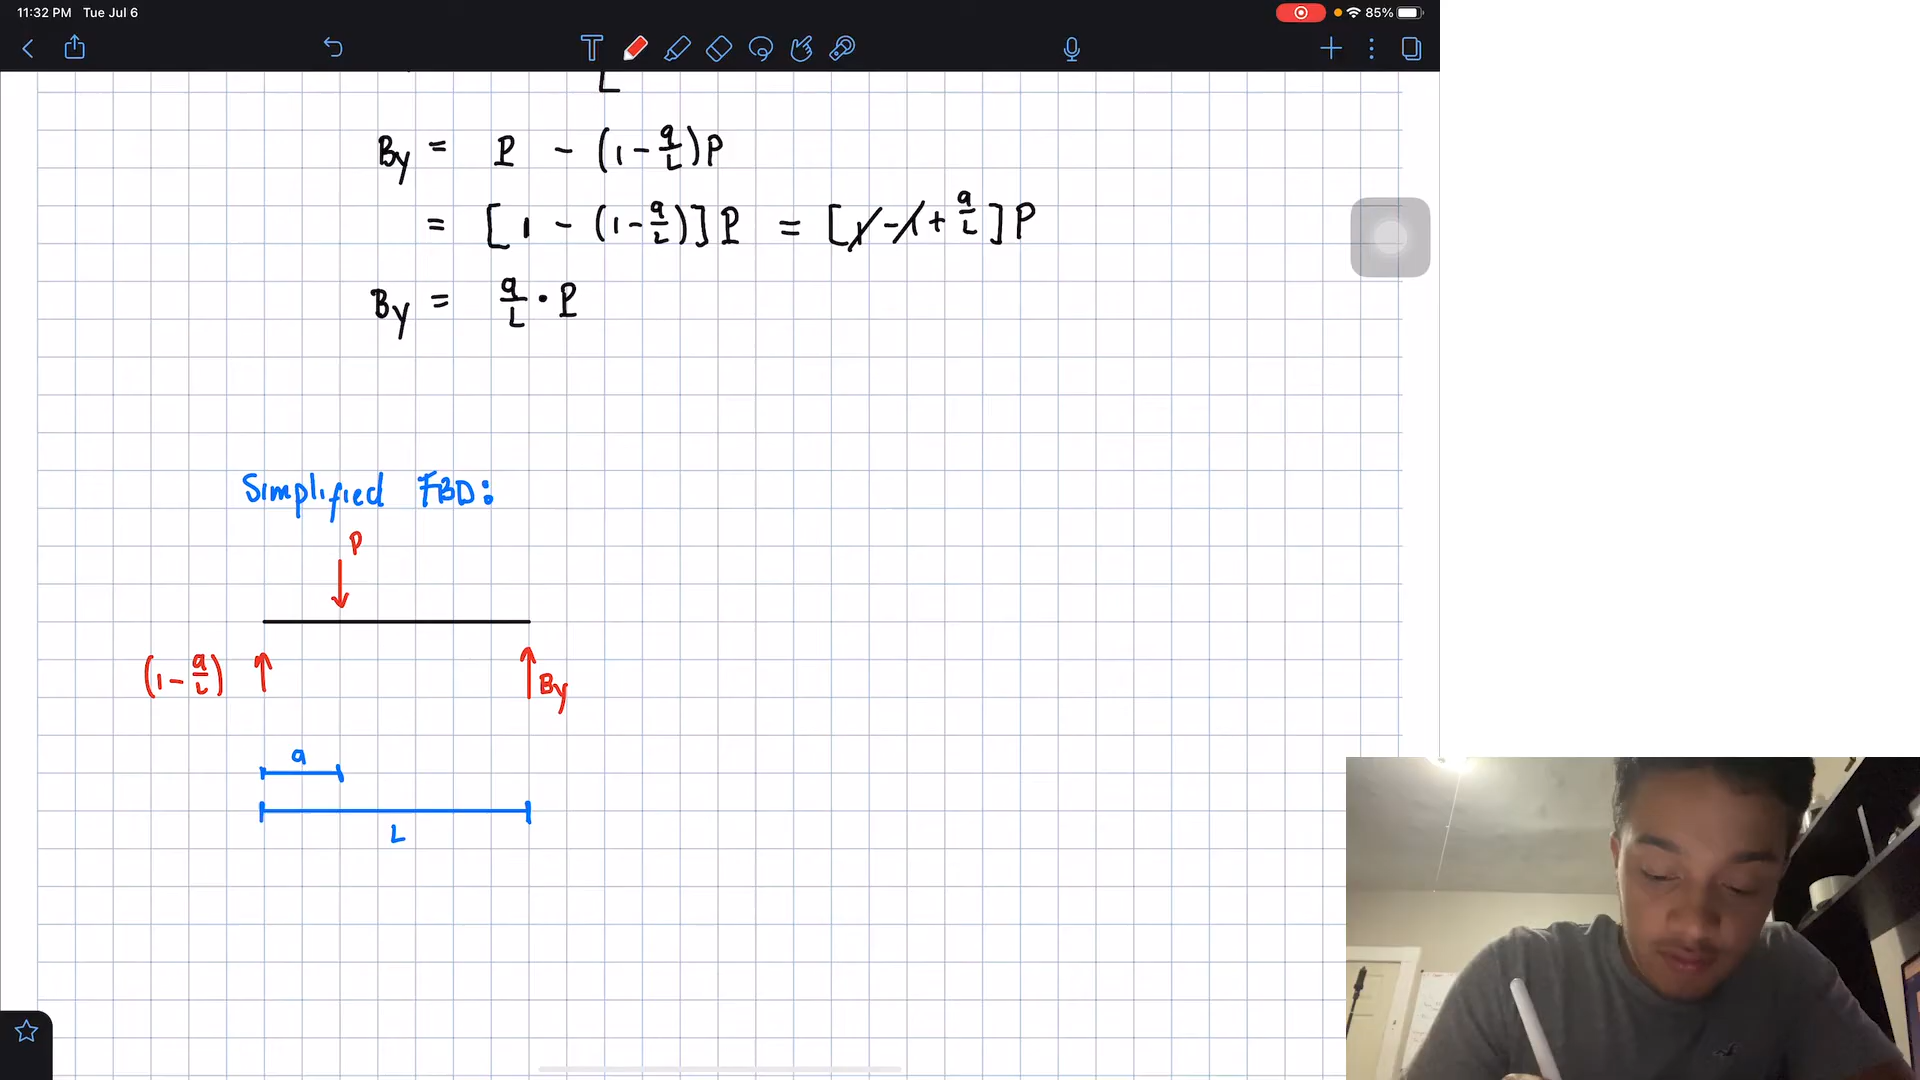 11:32 PM Tue Jul 6 85%
L
By = P - (1 - a/L)P
= [1 - (1 - a/L)]P = [1 - 1 + a/L]P
By = a/L · P
Simplified FBD:
P
(1 - a/L)
By
a
L